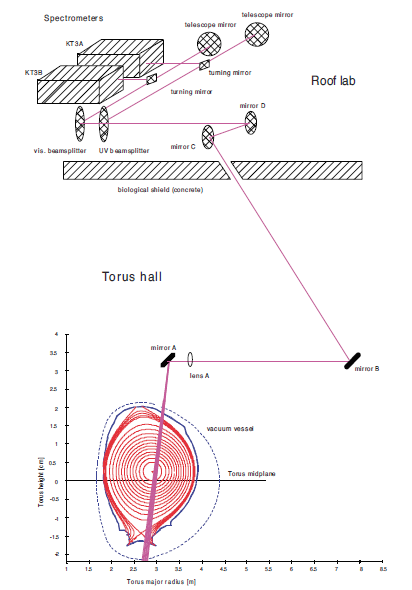 Spectrometers
telescope mirror
telescope mirror
KT3A
KT3B
turning mirror
turning mirror
Roof lab
mirror D
mirror C
vis. beamsplitter
UV beamsplitter
biological shield (concrete)
Torus hall
mirror A
lens A
mirror B
vacuum vessel
Torus midplane
Torus height [cm]
4
3.5
3
2.5
2
1.5
1
0.5
0
-0.5
-1
-1.5
-2
1 1.5 2 2.5 3 3.5 4 4.5 5 5.5 6 6.5 7 7.5 8 8.5
Torus major radius [m]